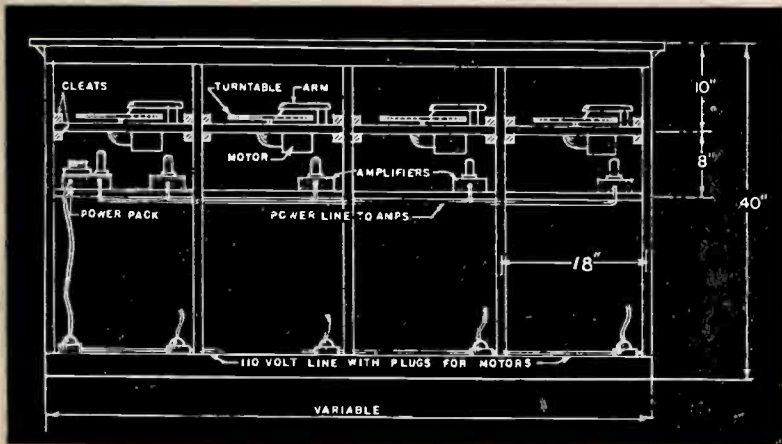 CLEATS
TURNTABLE
ARM
MOTOR
AMPLIFIERS
POWER PACK
POWER LINE TO AMPS
110 VOLT LINE WITH PLUGS FOR MOTORS
VARIABLE
18"
10"
8"
40"